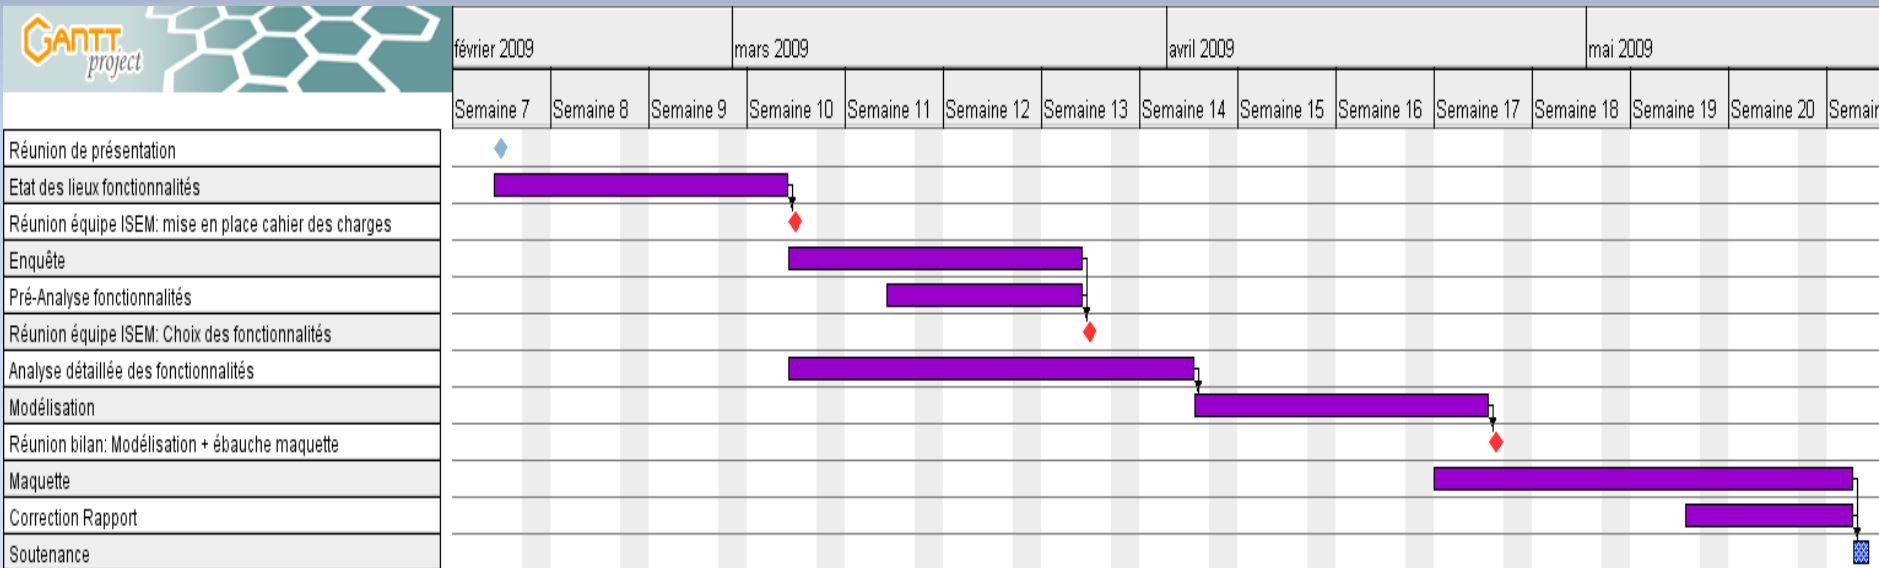 GANTT
project
février 2009 mars 2009 avril 2009 mai 2009
Semaine 7 Semaine 8 Semaine 9 Semaine 10 Semaine 11 Semaine 12 Semaine 13 Semaine 14 Semaine 15 Semaine 16 Semaine 17 Semaine 18 Semaine 19 Semaine 20 Semain
Réunion de présentation
Etat des lieux fonctionnalités
Réunion équipe ISEM: mise en place cahier des charges
Enquête
Pré-Analyse fonctionnalités
Réunion équipe ISEM: Choix des fonctionnalités
Analyse détaillée des fonctionnalités
Modélisation
Réunion bilan: Modélisation + ébauche maquette
Maquette
Correction Rapport
Soutenance